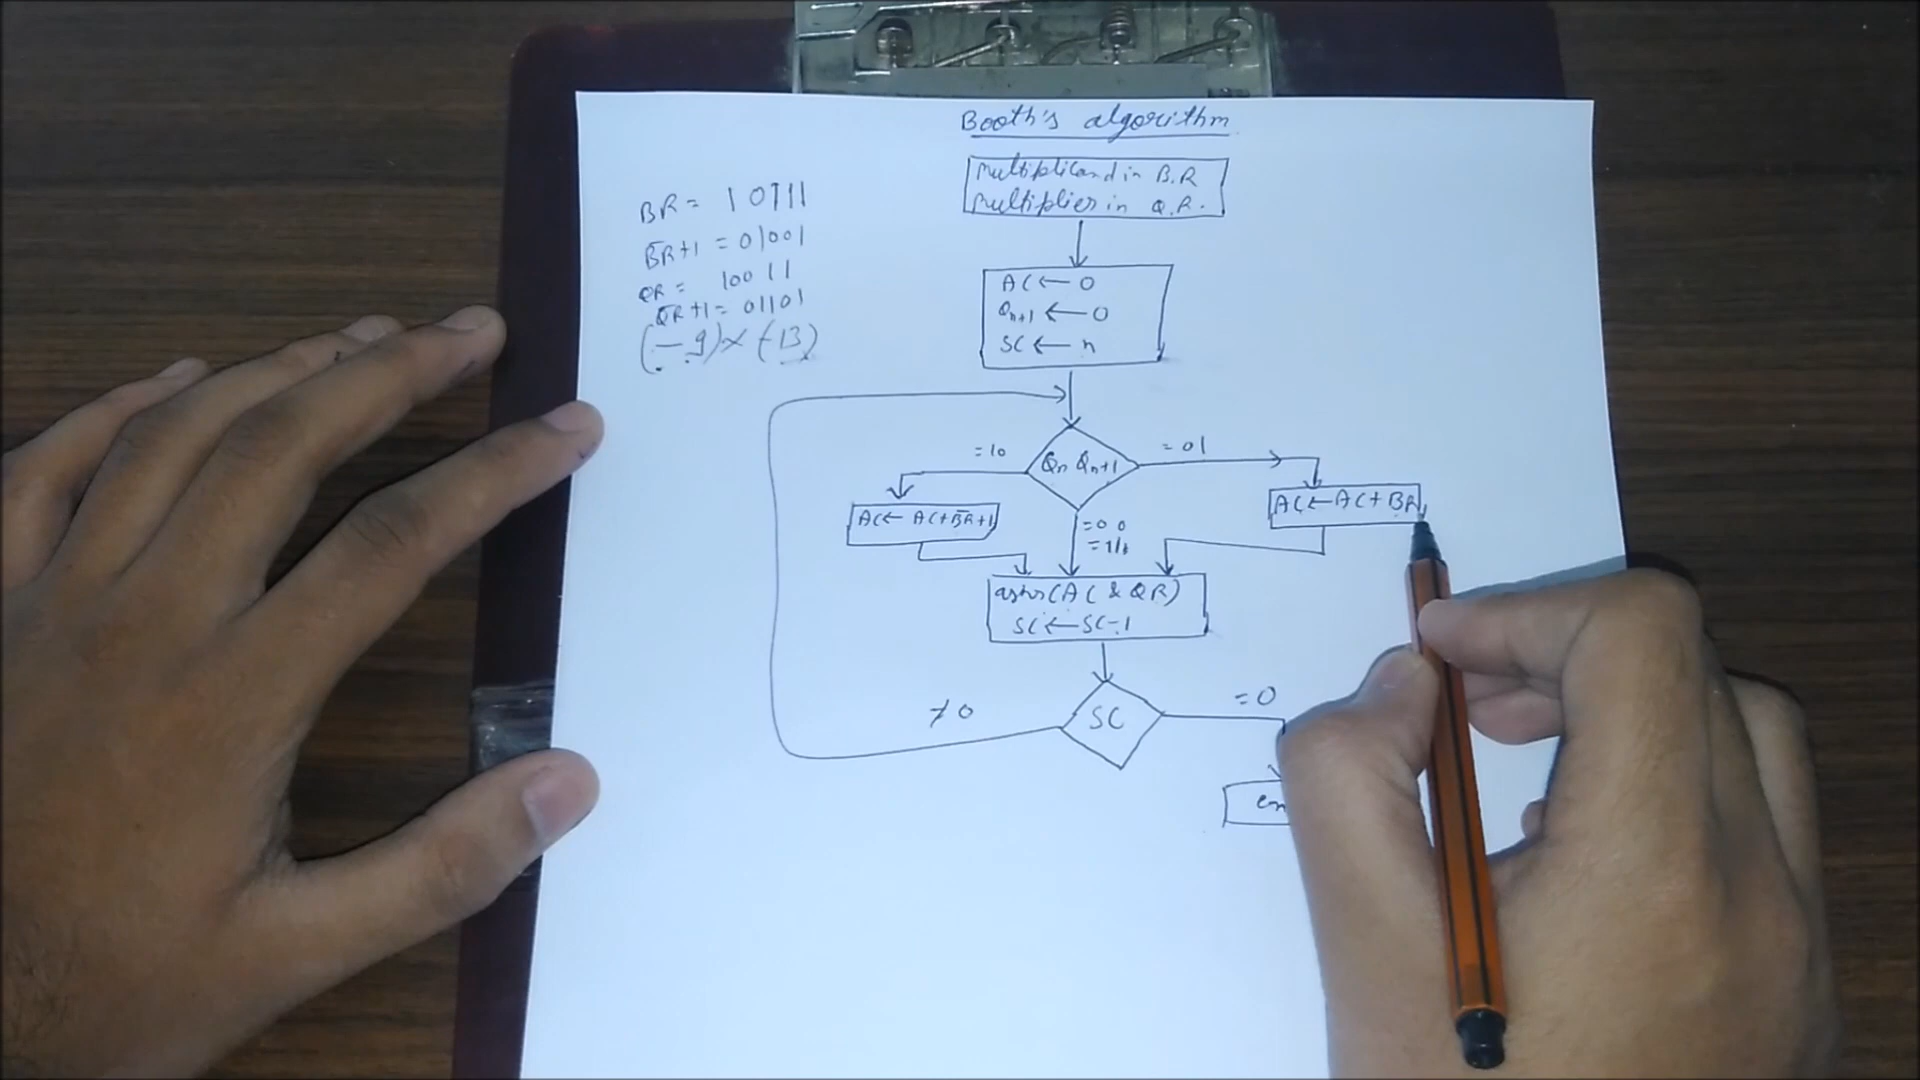 Booth's algorithm
Multiplicand in B.R
Multiplier in Q.R.
BR = 10111
B̅R̅+1 = 01001
QR = 10011
Q̅R̅+1 = 01101
(-9)×(-13)
AC ← 0
Qn+1 ← 0
SC ← n
Qn Qn+1
=10
=01
AC ← AC+B̅R̅+1
AC ← AC+BR
=00
ashr(AC & QR)
SC ← SC-1
SC
≠0
=0